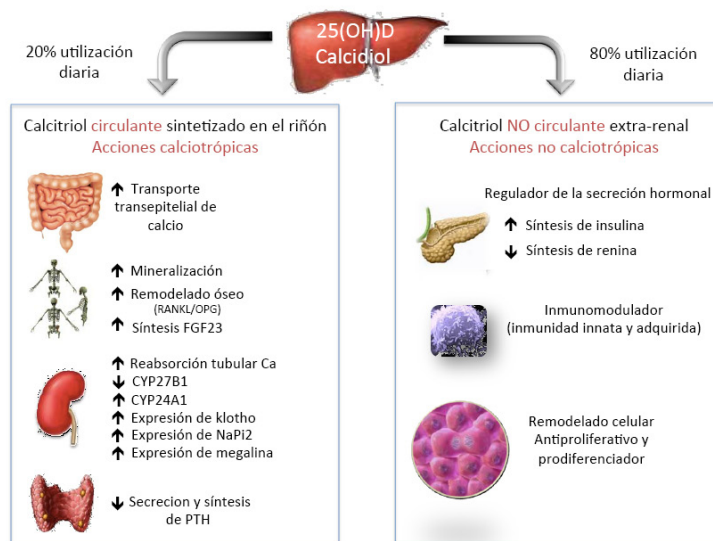 25(OH)D
Calcidiol
20% utilización
diaria
80% utilización
diaria
Calcitriol circulante sintetizado en el riñón
Acciones calciotrópicas
↑ Transporte
transepitelial de
calcio
↑ Mineralización
↑ Remodelado óseo
(RANKL/OPG)
↑ Síntesis FGF23
↑ Reabsorción tubular Ca
↓ CYP27B1
↑ CYP24A1
↑ Expresión de klotho
↑ Expresión de NaPi2
↑ Expresión de megalina
↓ Secrecion y síntesis
de PTH
Calcitriol NO circulante extra-renal
Acciones no calciotrópicas
Regulador de la secreción hormonal
↑ Síntesis de insulina
↓ Síntesis de renina
Inmunomodulador
(inmunidad innata y adquirida)
Remodelado celular
Antiproliferativo y
prodiferenciador